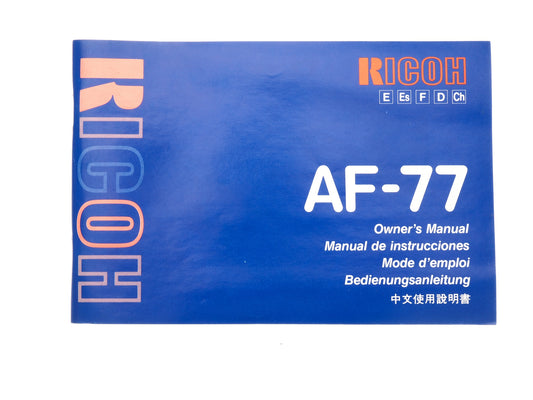 RICOH
RICOH
E Es F D Ch
AF-77
Owner's Manual
Manual de instrucciones
Mode d'emploi
Bedienungsanleitung
中文使用說明書